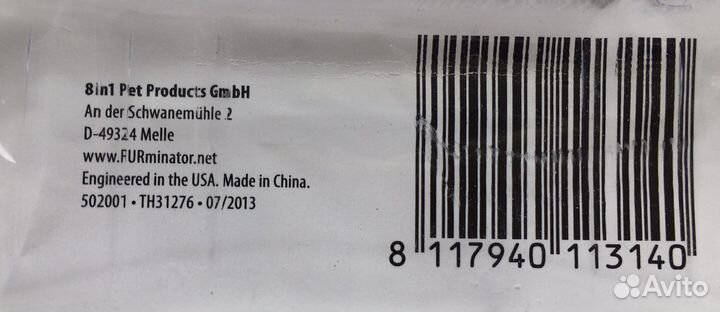 8in1 Pet Products GmbH
An der Schwanemühle 2
D-49324 Melle
www.FURminator.net
Engineered in the USA. Made in China.
502001 • TH31276 • 07/2013
8 117940 113140
Avito